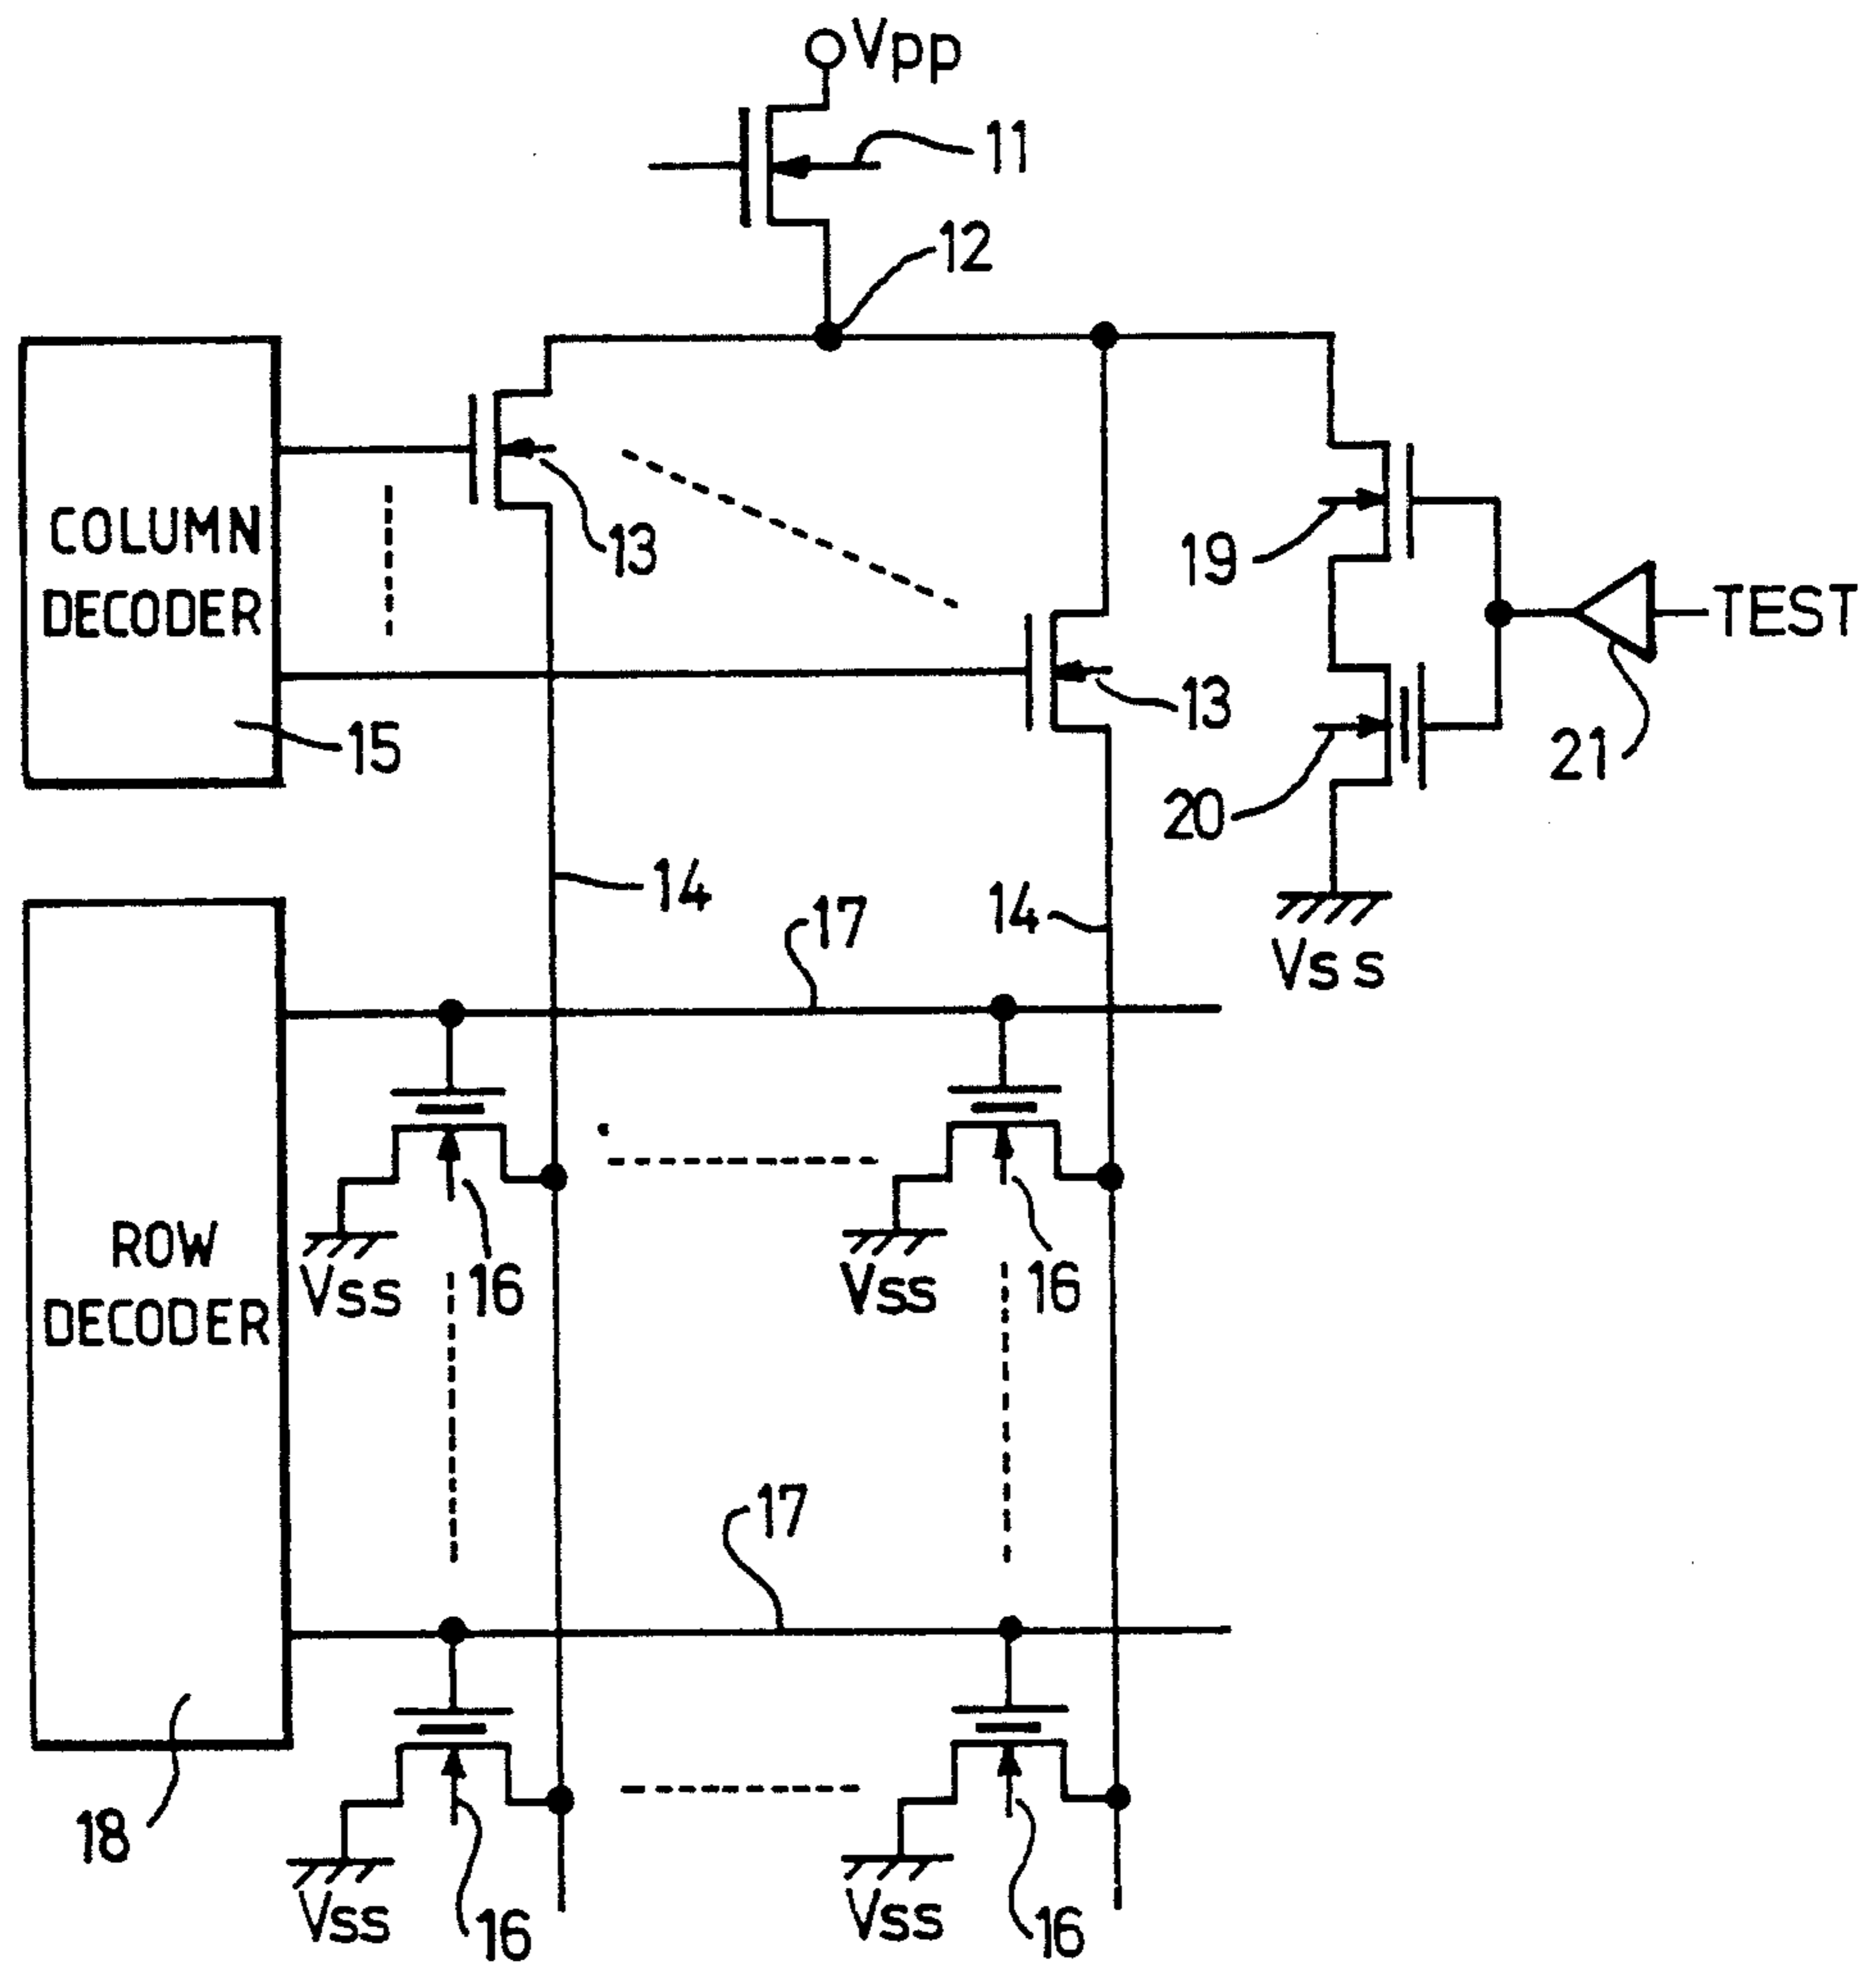 Vpp
11
12
COLUMN
DECODER
13
19
TEST
13
15
21
20
14
17
14
Vss
ROW
DECODER
Vss
16
Vss
16
17
18
Vss
16
Vss
16